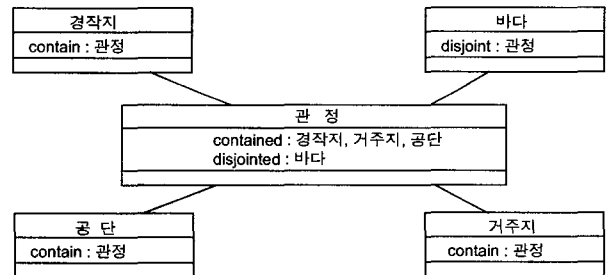 경작지
contain : 관정
바다
disjoint : 관정
관 정
contained : 경작지, 거주지, 공단
disjointed : 바다
공 단
contain : 관정
거주지
contain : 관정